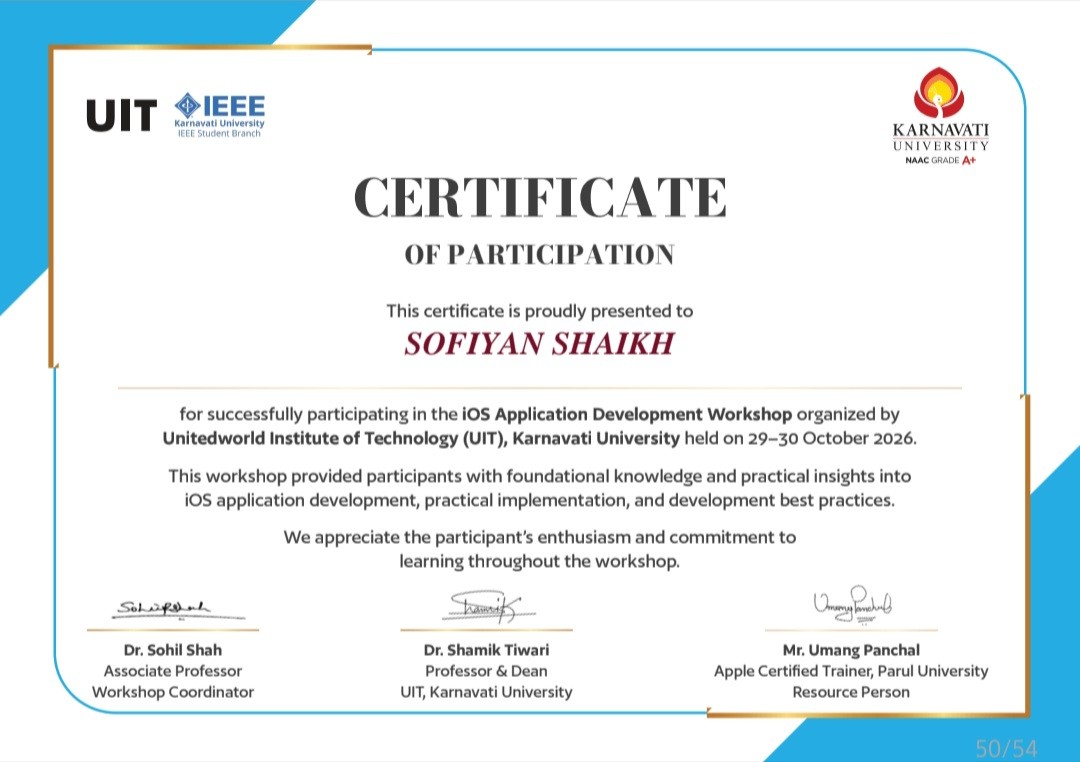 UIT
IEEE
Karnavati University
IEEE Student Branch
KARNAVATI
UNIVERSITY
NAAC GRADE A+
CERTIFICATE
OF PARTICIPATION
This certificate is proudly presented to
SOFIYAN SHAIKH
for successfully participating in the iOS Application Development Workshop organized by
Unitedworld Institute of Technology (UIT), Karnavati University held on 29–30 October 2026.
This workshop provided participants with foundational knowledge and practical insights into
iOS application development, practical implementation, and development best practices.
We appreciate the participant's enthusiasm and commitment to
learning throughout the workshop.
Dr. Sohil Shah
Associate Professor
Workshop Coordinator
Dr. Shamik Tiwari
Professor & Dean
UIT, Karnavati University
Mr. Umang Panchal
Apple Certified Trainer, Parul University
Resource Person
50/54